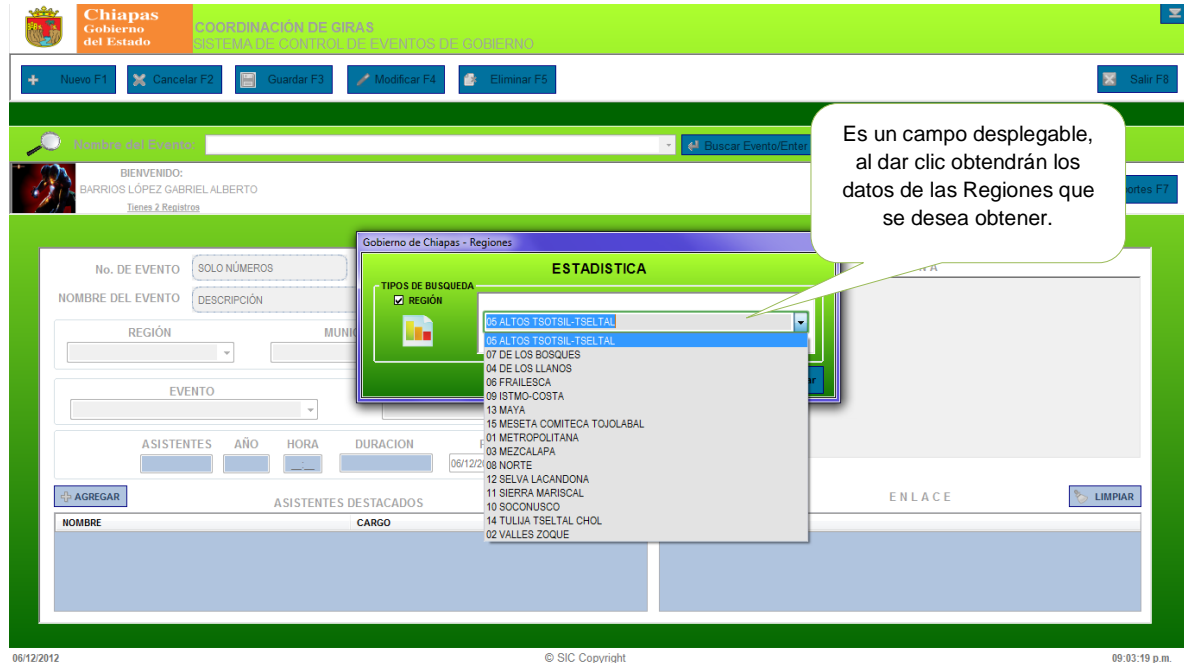 Chiapas
Gobierno
del Estado
COORDINACIÓN DE GIRAS
SISTEMA DE CONTROL DE EVENTOS DE GOBIERNO
Nuevo F1
Cancelar F2
Guardar F3
Modificar F4
Eliminar F5
Salir F8
Nombre del Evento:
Buscar Evento/Enter
Es un campo desplegable,
al dar clic obtendrán los
datos de las Regiones que
se desea obtener.
BIENVENIDO:
BARRIOS LÓPEZ GABRIEL ALBERTO
Tienes 2 Registros
F7
Gobierno de Chiapas - Regiones
ESTADISTICA
TIPOS DE BUSQUEDA
REGIÓN
05 ALTOS TSOTSIL-TSELTAL
05 ALTOS TSOTSIL-TSELTAL
07 DE LOS BOSQUES
04 DE LOS LLANOS
06 FRAILESCA
09 ISTMO-COSTA
13 MAYA
15 MESETA COMITECA TOJOLABAL
01 METROPOLITANA
03 MEZCALAPA
08 NORTE
12 SELVA LACANDONA
11 SIERRA MARISCAL
10 SOCONUSCO
14 TULIJA TSELTAL CHOL
02 VALLES ZOQUE
No. DE EVENTO
SOLO NÚMEROS
NOMBRE DEL EVENTO
DESCRIPCIÓN
REGIÓN
EVENTO
ASISTENTES AÑO HORA DURACION
AGREGAR
ASISTENTES DESTACADOS
ENLACE
LIMPIAR
NOMBRE
CARGO
06/12/2012
© SIC Copyright
09:03:19 p.m.